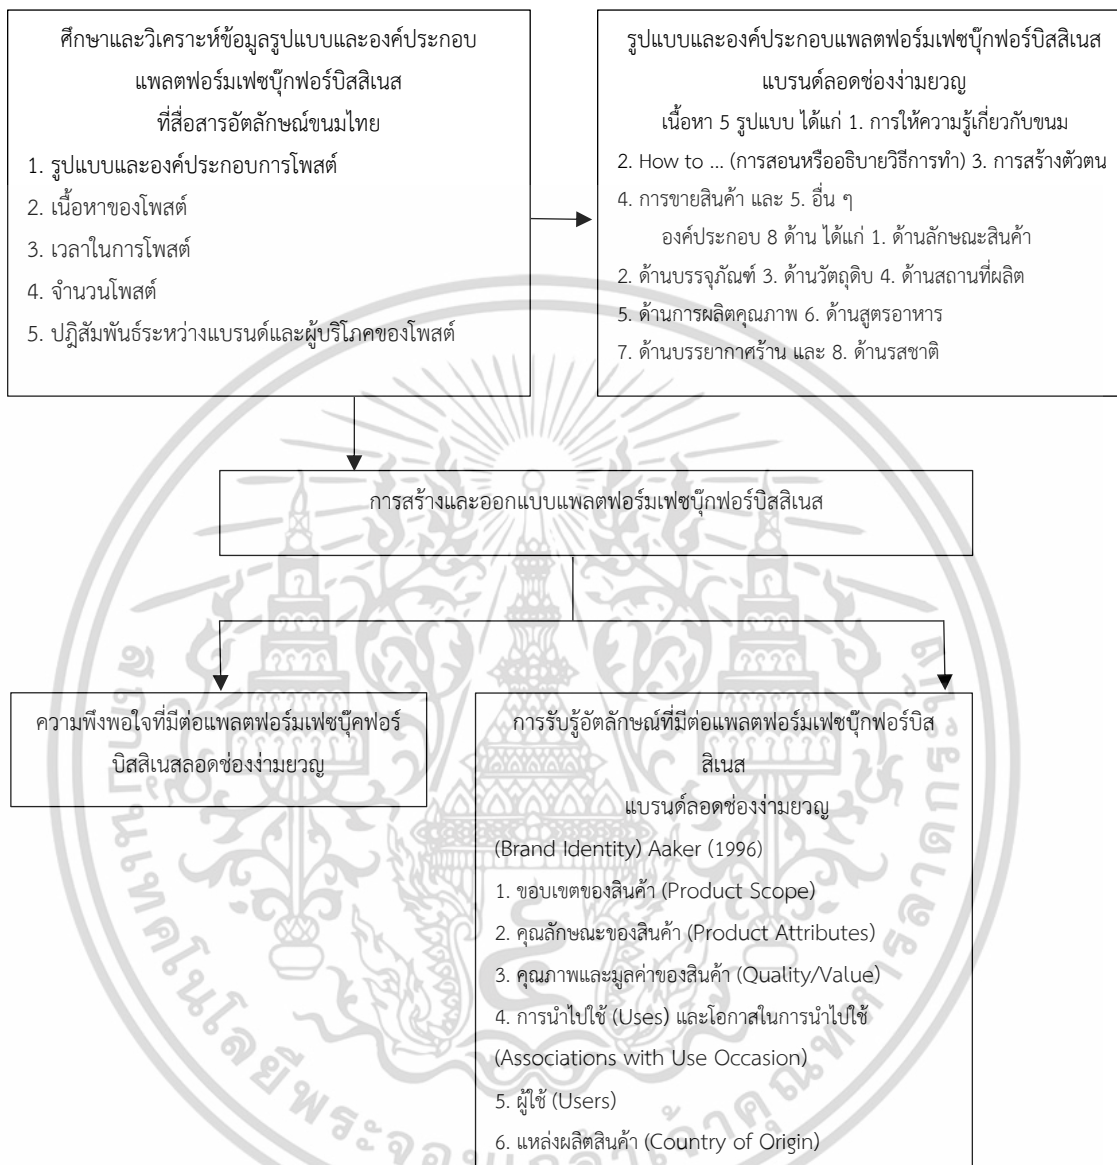 ศึกษาและวิเคราะห์ข้อมูลรูปแบบและองค์ประกอบ
แพลตฟอร์มเฟซบุ๊กฟอร์บิสสิเนส
ที่สื่อสารอัตลักษณ์ขนมไทย
1. รูปแบบและองค์ประกอบการโพสต์
2. เนื้อหาของโพสต์
3. เวลาในการโพสต์
4. จำนวนโพสต์
5. ปฏิสัมพันธ์ระหว่างแบรนด์และผู้บริโภคของโพสต์
รูปแบบและองค์ประกอบแพลตฟอร์มเฟซบุ๊กฟอร์บิสสิเนส
แบรนด์ลอดช่องง่ามยวญ
เนื้อหา 5 รูปแบบ ได้แก่ 1. การให้ความรู้เกี่ยวกับขนม
2. How to ... (การสอนหรืออธิบายวิธีการทำ) 3. การสร้างตัวตน
4. การขายสินค้า และ 5. อื่น ๆ
องค์ประกอบ 8 ด้าน ได้แก่ 1. ด้านลักษณะสินค้า
2. ด้านบรรจุภัณฑ์ 3. ด้านวัตถุดิบ 4. ด้านสถานที่ผลิต
5. ด้านการผลิตคุณภาพ 6. ด้านสูตรอาหาร
7. ด้านบรรยากาศร้าน และ 8. ด้านรสชาติ
การสร้างและออกแบบแพลตฟอร์มเฟซบุ๊กฟอร์บิสสิเนส
ความพึงพอใจที่มีต่อแพลตฟอร์มเฟซบุ๊คฟอร์
บิสสิเนสลอดช่องง่ามยวญ
การรับรู้อัตลักษณ์ที่มีต่อแพลตฟอร์มเฟซบุ๊กฟอร์บิส
สิเนส
แบรนด์ลอดช่องง่ามยวญ
(Brand Identity) Aaker (1996)
1. ขอบเขตของสินค้า (Product Scope)
2. คุณลักษณะของสินค้า (Product Attributes)
3. คุณภาพและมูลค่าของสินค้า (Quality/Value)
4. การนำไปใช้ (Uses) และโอกาสในการนำไปใช้
(Associations with Use Occasion)
5. ผู้ใช้ (Users)
6. แหล่งผลิตสินค้า (Country of Origin)